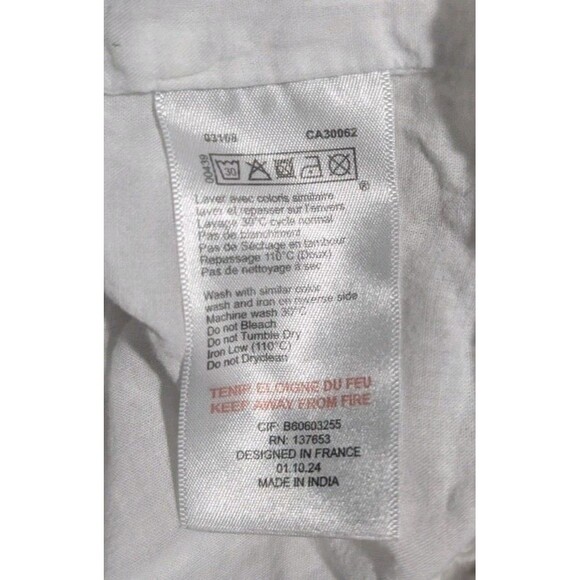 03168 CA30062
00419
30
Laver avec coloris similaire
laver et repasser sur l'envers
Lavage 30°C cycle normal
Pas de blanchiment
Pas de Séchage en tambour
Repassage 110°C (Doux)
Pas de nettoyage à sec
Wash with similar color
wash and iron on reverse side
Machine wash 30°C
Do not Bleach
Do not Tumble Dry
Iron Low (110°C)
Do not Dryclean
TENIR ELOIGNE DU FEU
KEEP AWAY FROM FIRE
CIF: B60603255
RN: 137653
DESIGNED IN FRANCE
01.10.24
MADE IN INDIA